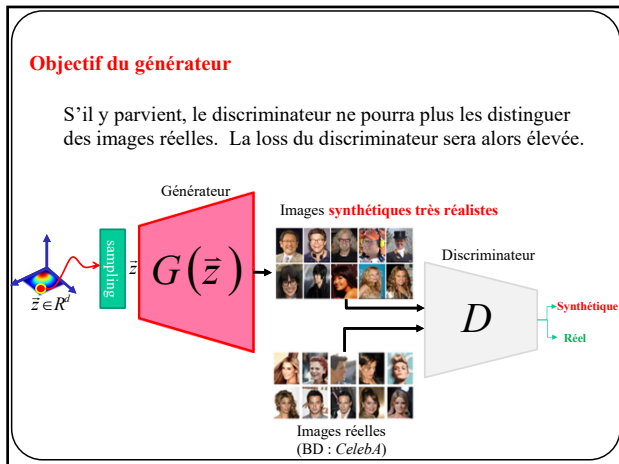 Objectif du générateur
S'il y parvient, le discriminateur ne pourra plus les distinguer
des images réelles. La loss du discriminateur sera alors élevée.
Générateur
Images synthétiques très réalistes
sampling
z⃗
G(z⃗)
z⃗∈R^d
Discriminateur
D
Synthétique
Réel
Images réelles
(BD : CelebA)